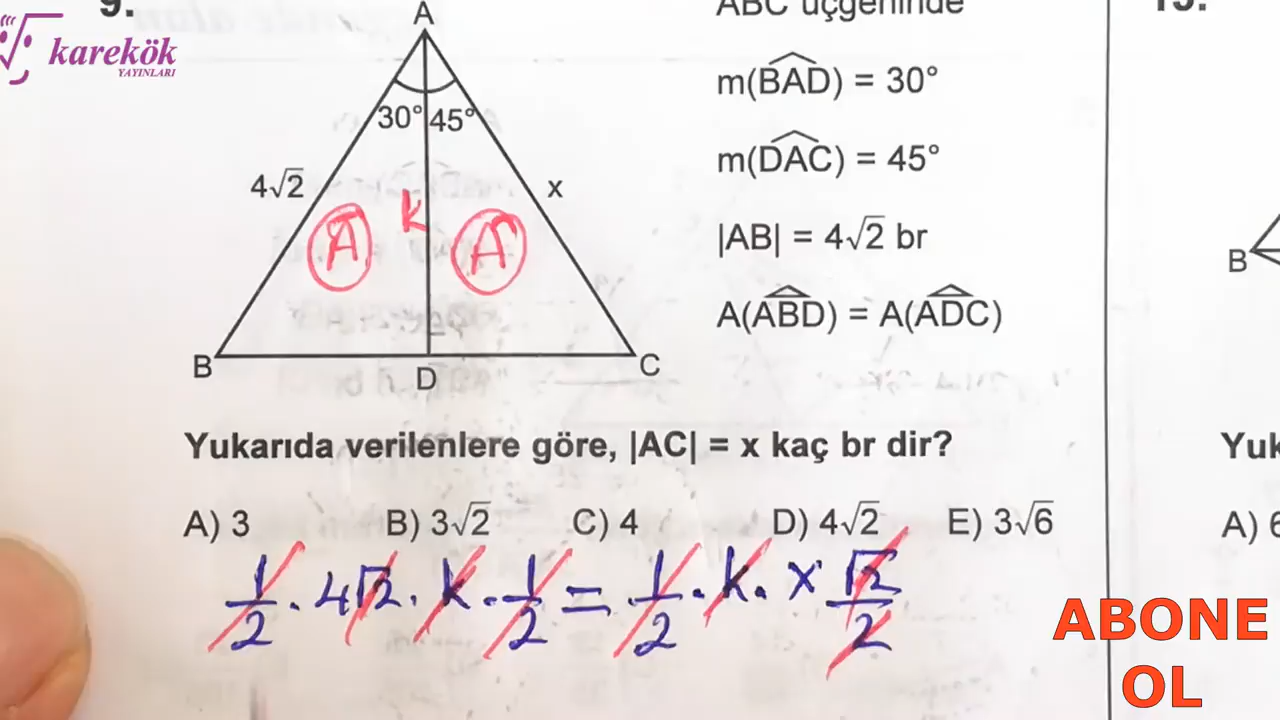 9.
karekök
YAYINLARI
A
30° 45°
4√2
x
k
A A
B
D
C
ABC üçgeninde
m(BAD) = 30°
m(DAC) = 45°
|AB| = 4√2 br
A(ABD) = A(ADC)
Yukarıda verilenlere göre, |AC| = x kaç br dir?
A) 3 B) 3√2 C) 4 D) 4√2 E) 3√6
1/2 . 4√2 . k . 1/2 = 1/2 . k . x √2/2
B
Yuk
A) 6
ABONE
OL